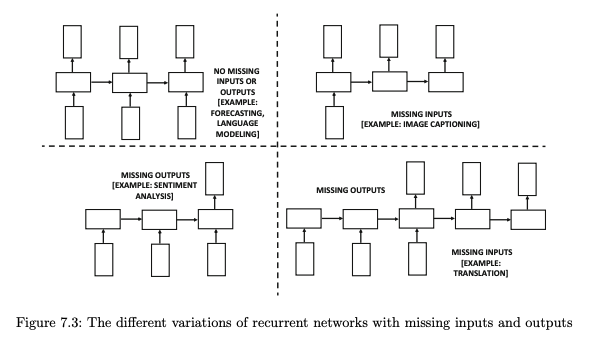 NO MISSING
INPUTS OR
OUTPUTS
[EXAMPLE:
FORECASTING,
LANGUAGE
MODELING]
MISSING INPUTS
[EXAMPLE: IMAGE CAPTIONING]
MISSING OUTPUTS
[EXAMPLE: SENTIMENT
ANALYSIS]
MISSING OUTPUTS
MISSING INPUTS
[EXAMPLE:
TRANSLATION]
Figure 7.3: The different variations of recurrent networks with missing inputs and outputs